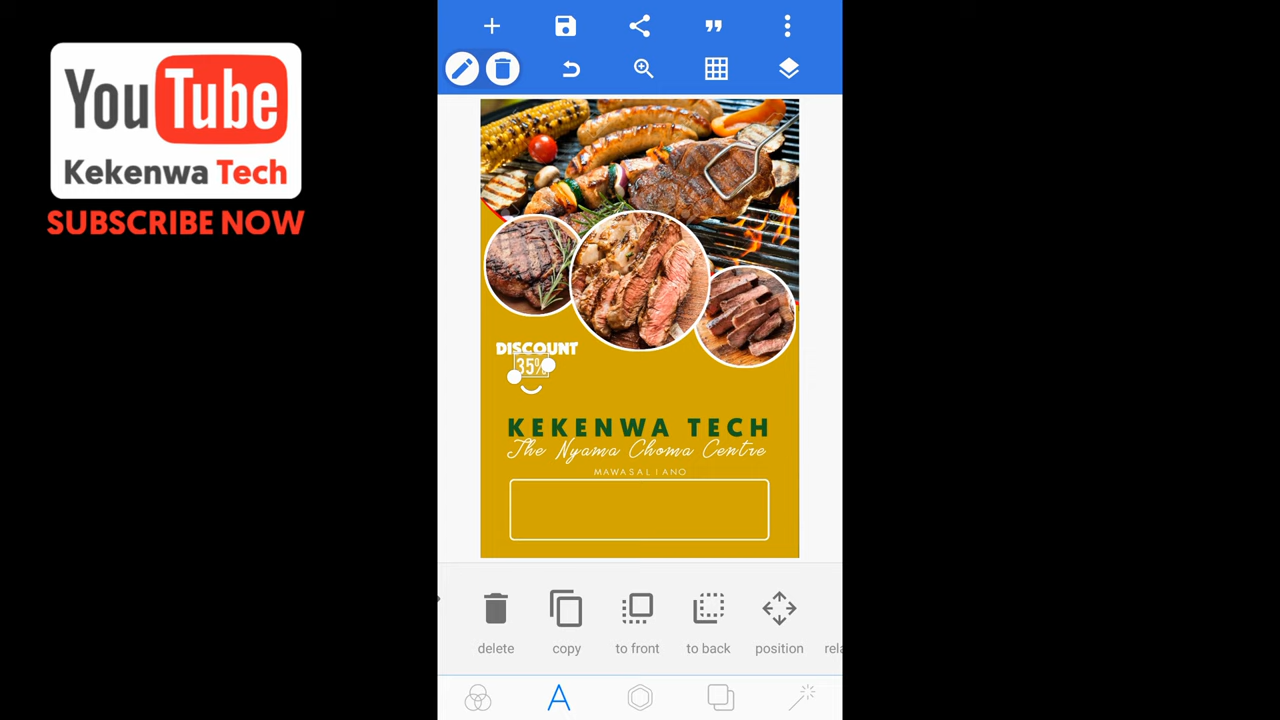 YouTube
Kekenwa Tech
SUBSCRIBE NOW
DISCOUNT
35%
KEKENWA TECH
The Nyama Choma Centre
MAWASALIANO
delete
copy
to front
to back
position
rela